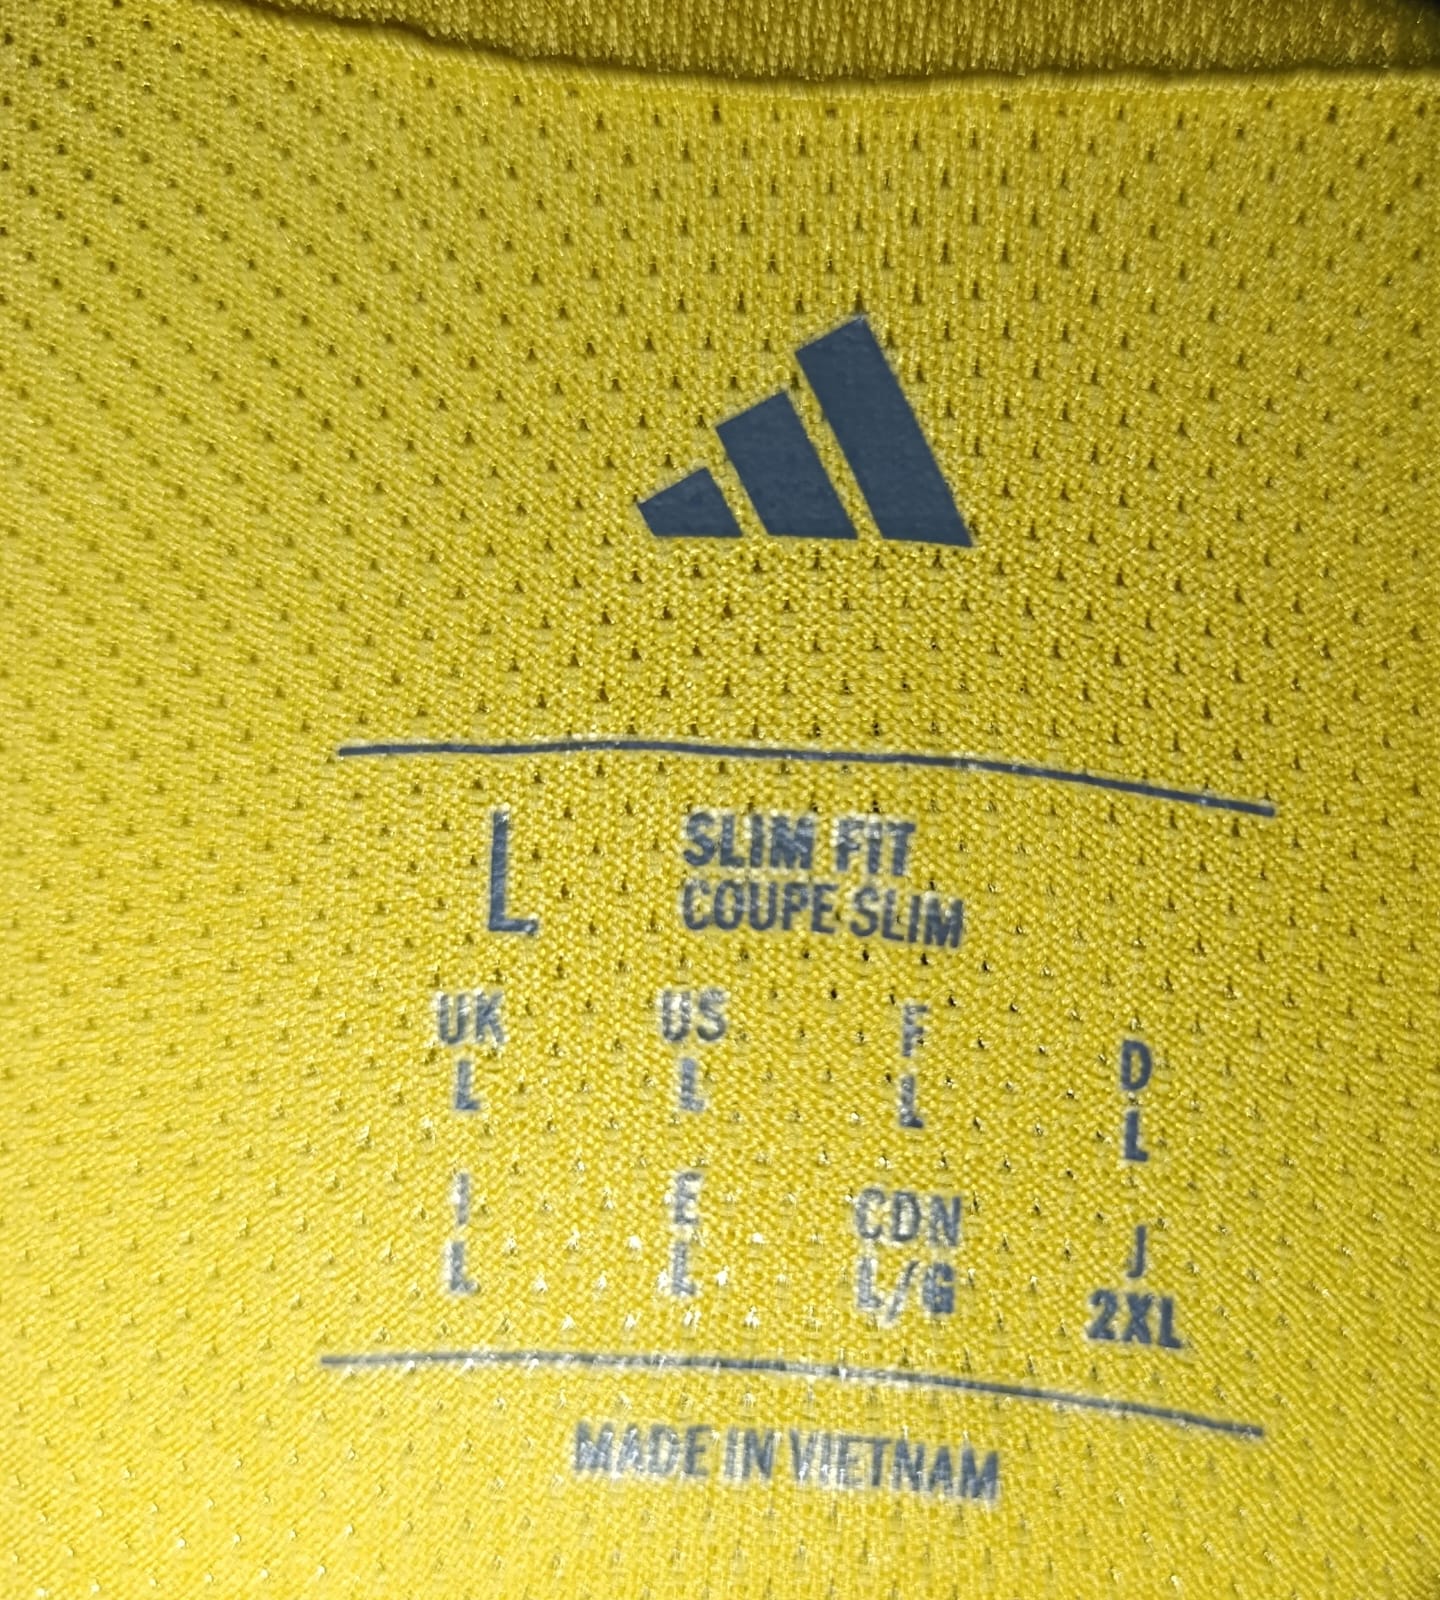 L
SLIM FIT
COUPE SLIM
UK US F D
L L L L
I E CDN J
L L L/G 2XL
MADE IN VIETNAM